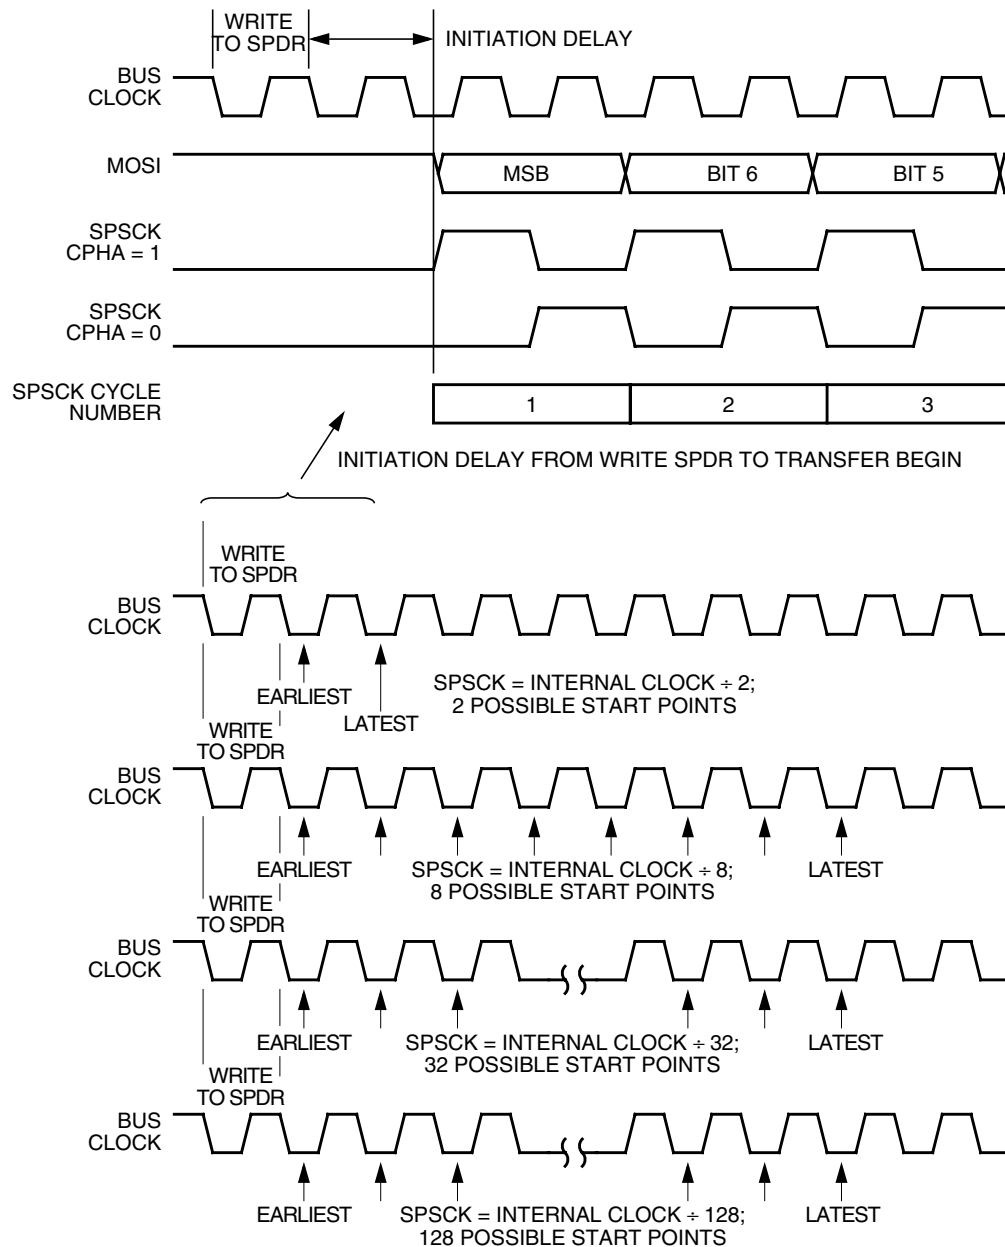 WRITE
TO SPDR
INITIATION DELAY
BUS
CLOCK
MOSI
MSB
BIT 6
BIT 5
SPSCK
CPHA = 1
SPSCK
CPHA = 0
SPSCK CYCLE
NUMBER
1
2
3
INITIATION DELAY FROM WRITE SPDR TO TRANSFER BEGIN
WRITE
TO SPDR
BUS
CLOCK
EARLIEST
LATEST
SPSCK = INTERNAL CLOCK ÷ 2;
2 POSSIBLE START POINTS
WRITE
TO SPDR
BUS
CLOCK
EARLIEST
SPSCK = INTERNAL CLOCK ÷ 8;
8 POSSIBLE START POINTS
LATEST
WRITE
TO SPDR
BUS
CLOCK
EARLIEST
SPSCK = INTERNAL CLOCK ÷ 32;
32 POSSIBLE START POINTS
LATEST
WRITE
TO SPDR
BUS
CLOCK
EARLIEST
SPSCK = INTERNAL CLOCK ÷ 128;
128 POSSIBLE START POINTS
LATEST